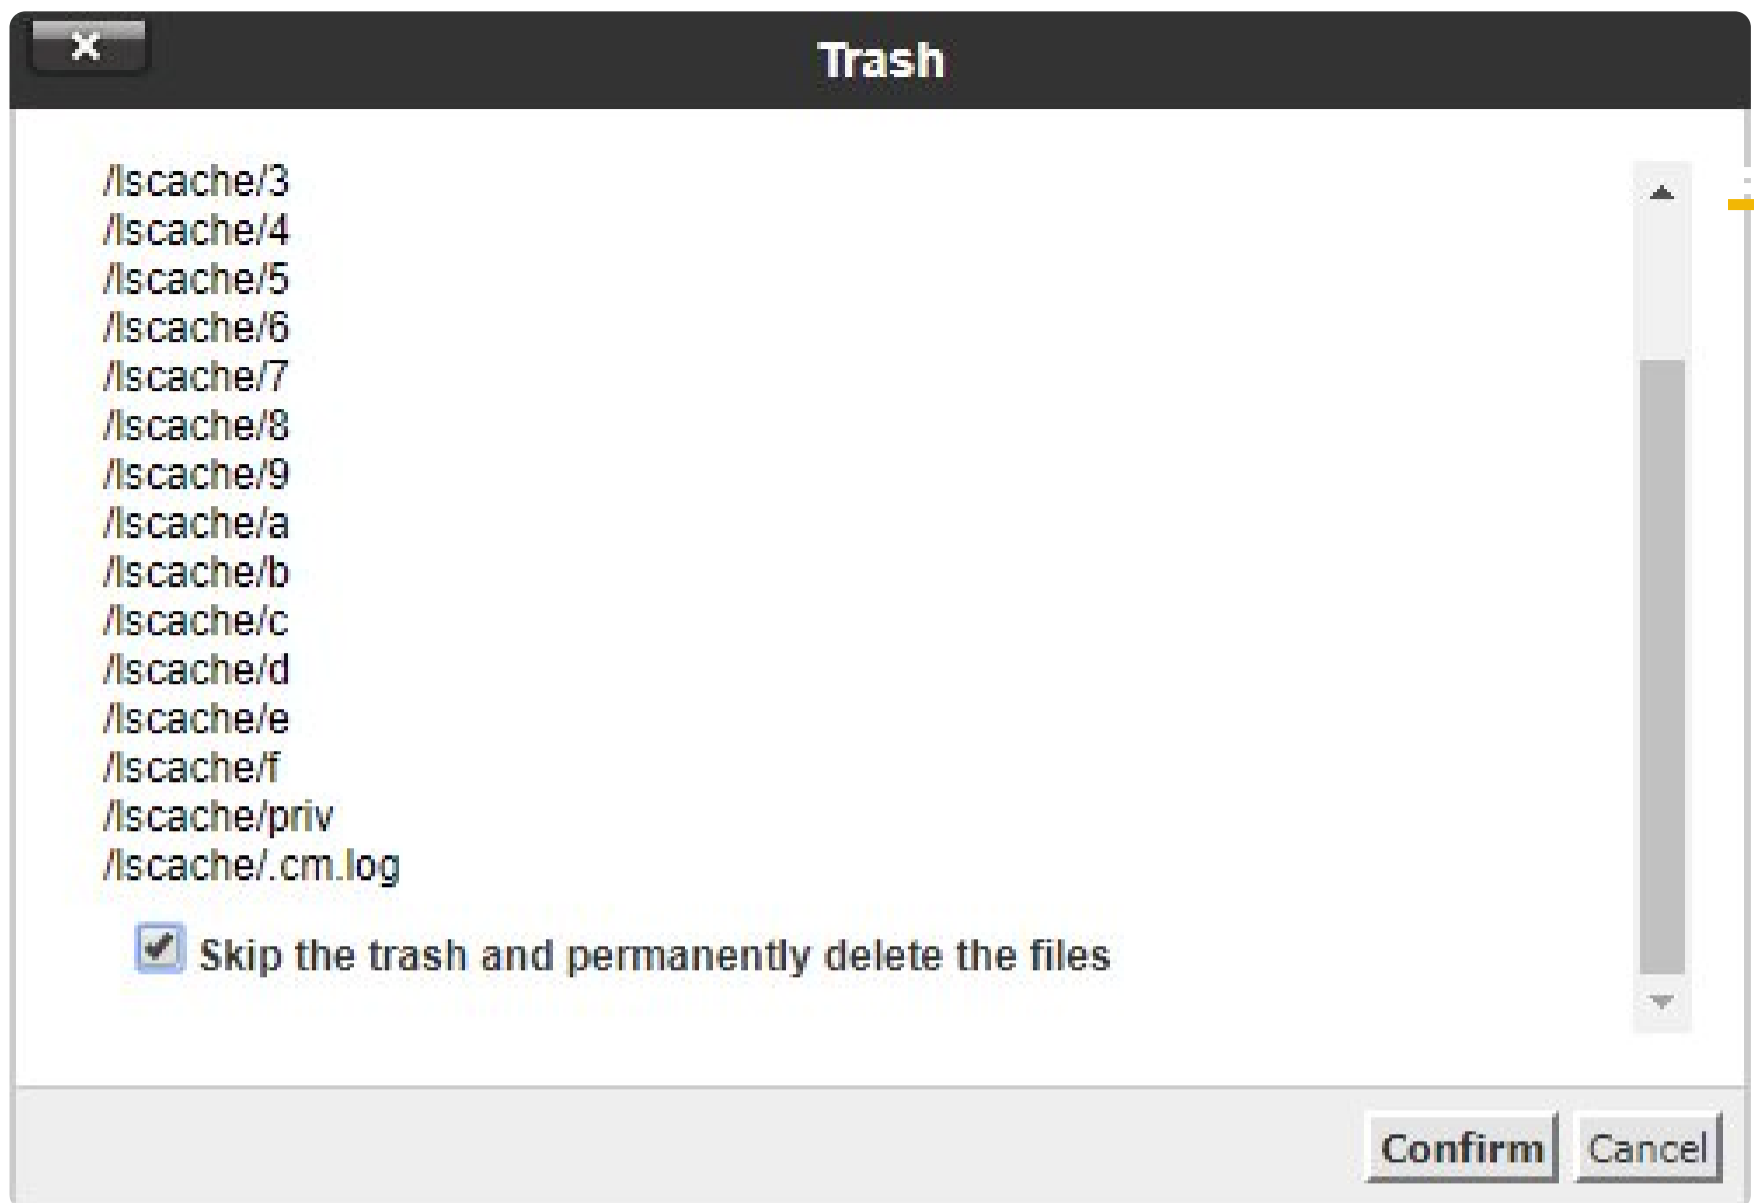 Trash
/lscache/3
/lscache/4
/lscache/5
/lscache/6
/lscache/7
/lscache/8
/lscache/9
/lscache/a
/lscache/b
/lscache/c
/lscache/d
/lscache/e
/lscache/f
/lscache/priv
/lscache/.cm.log
Skip the trash and permanently delete the files
Confirm Cancel